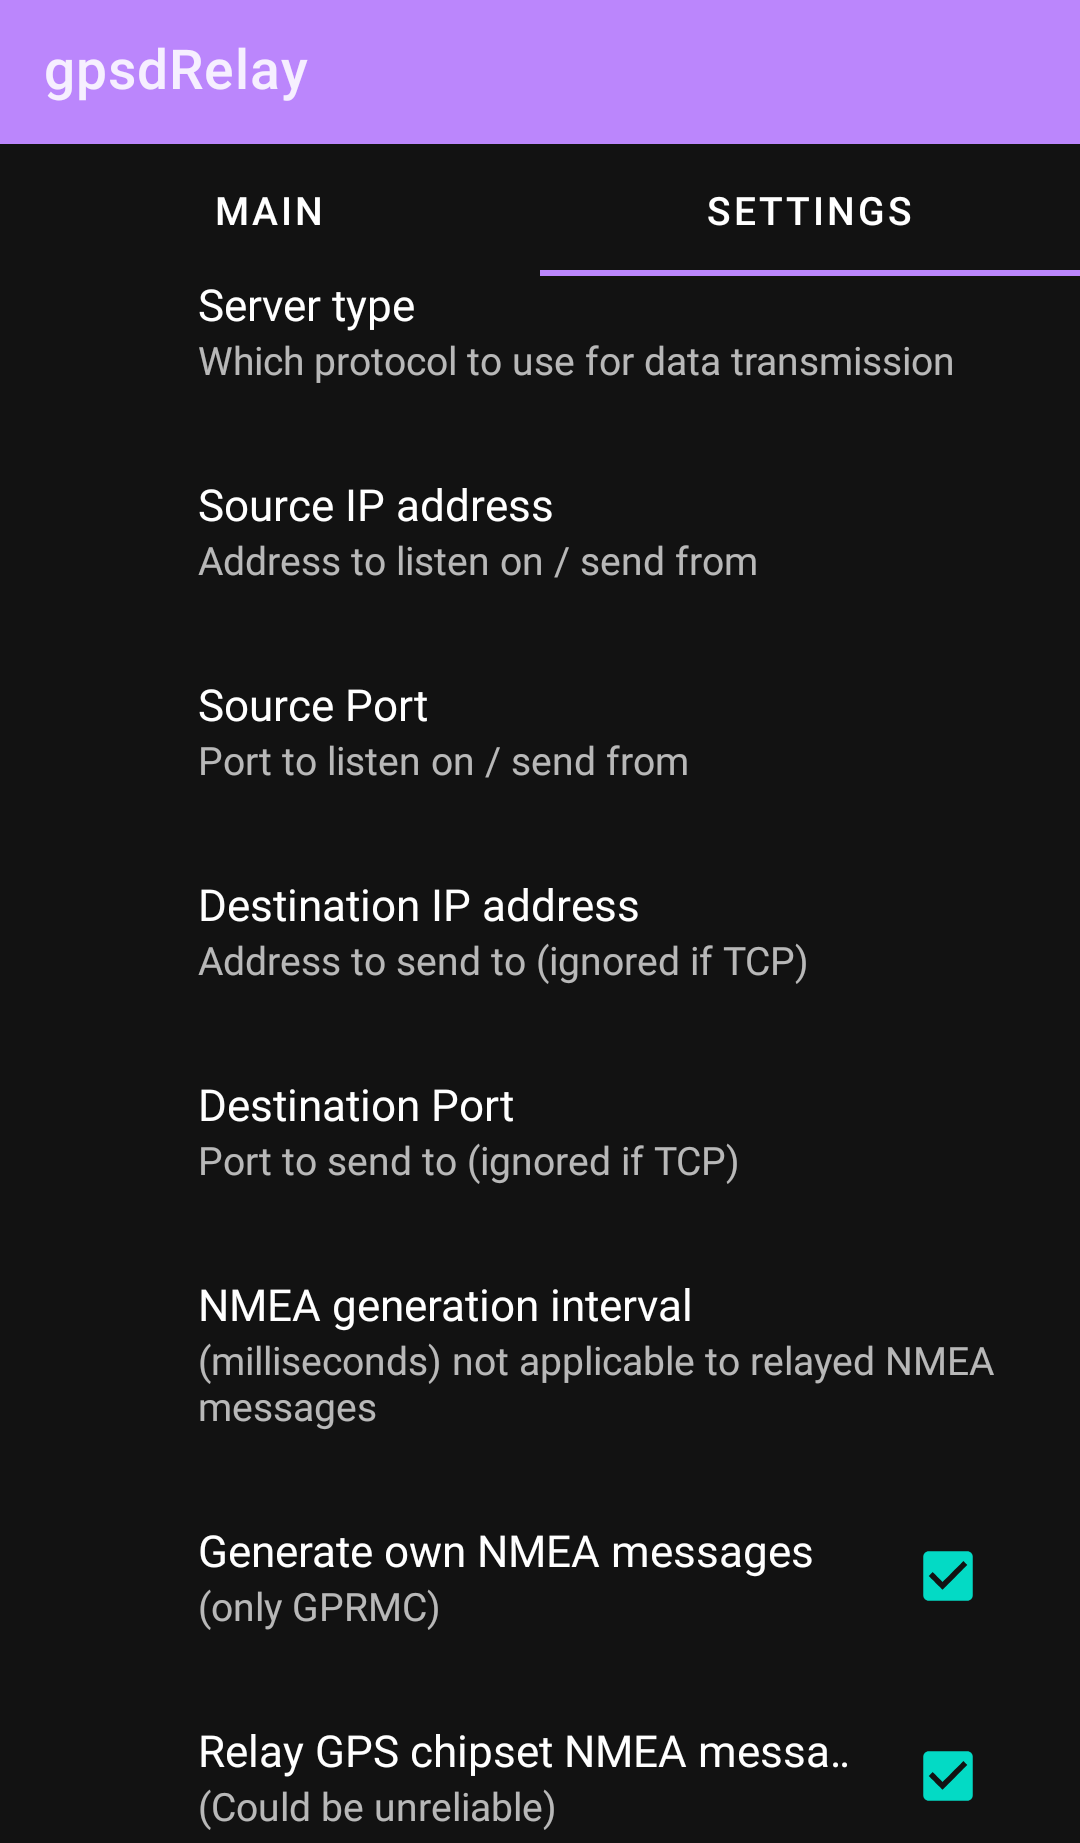 gpsdRelay
MAIN
SETTINGS
Server type
Which protocol to use for data transmission
Source IP address
Address to listen on / send from
Source Port
Port to listen on / send from
Destination IP address
Address to send to (ignored if TCP)
Destination Port
Port to send to (ignored if TCP)
NMEA generation interval
(milliseconds) not applicable to relayed NMEA
messages
Generate own NMEA messages
(only GPRMC)
Relay GPS chipset NMEA messa..
(Could be unreliable)